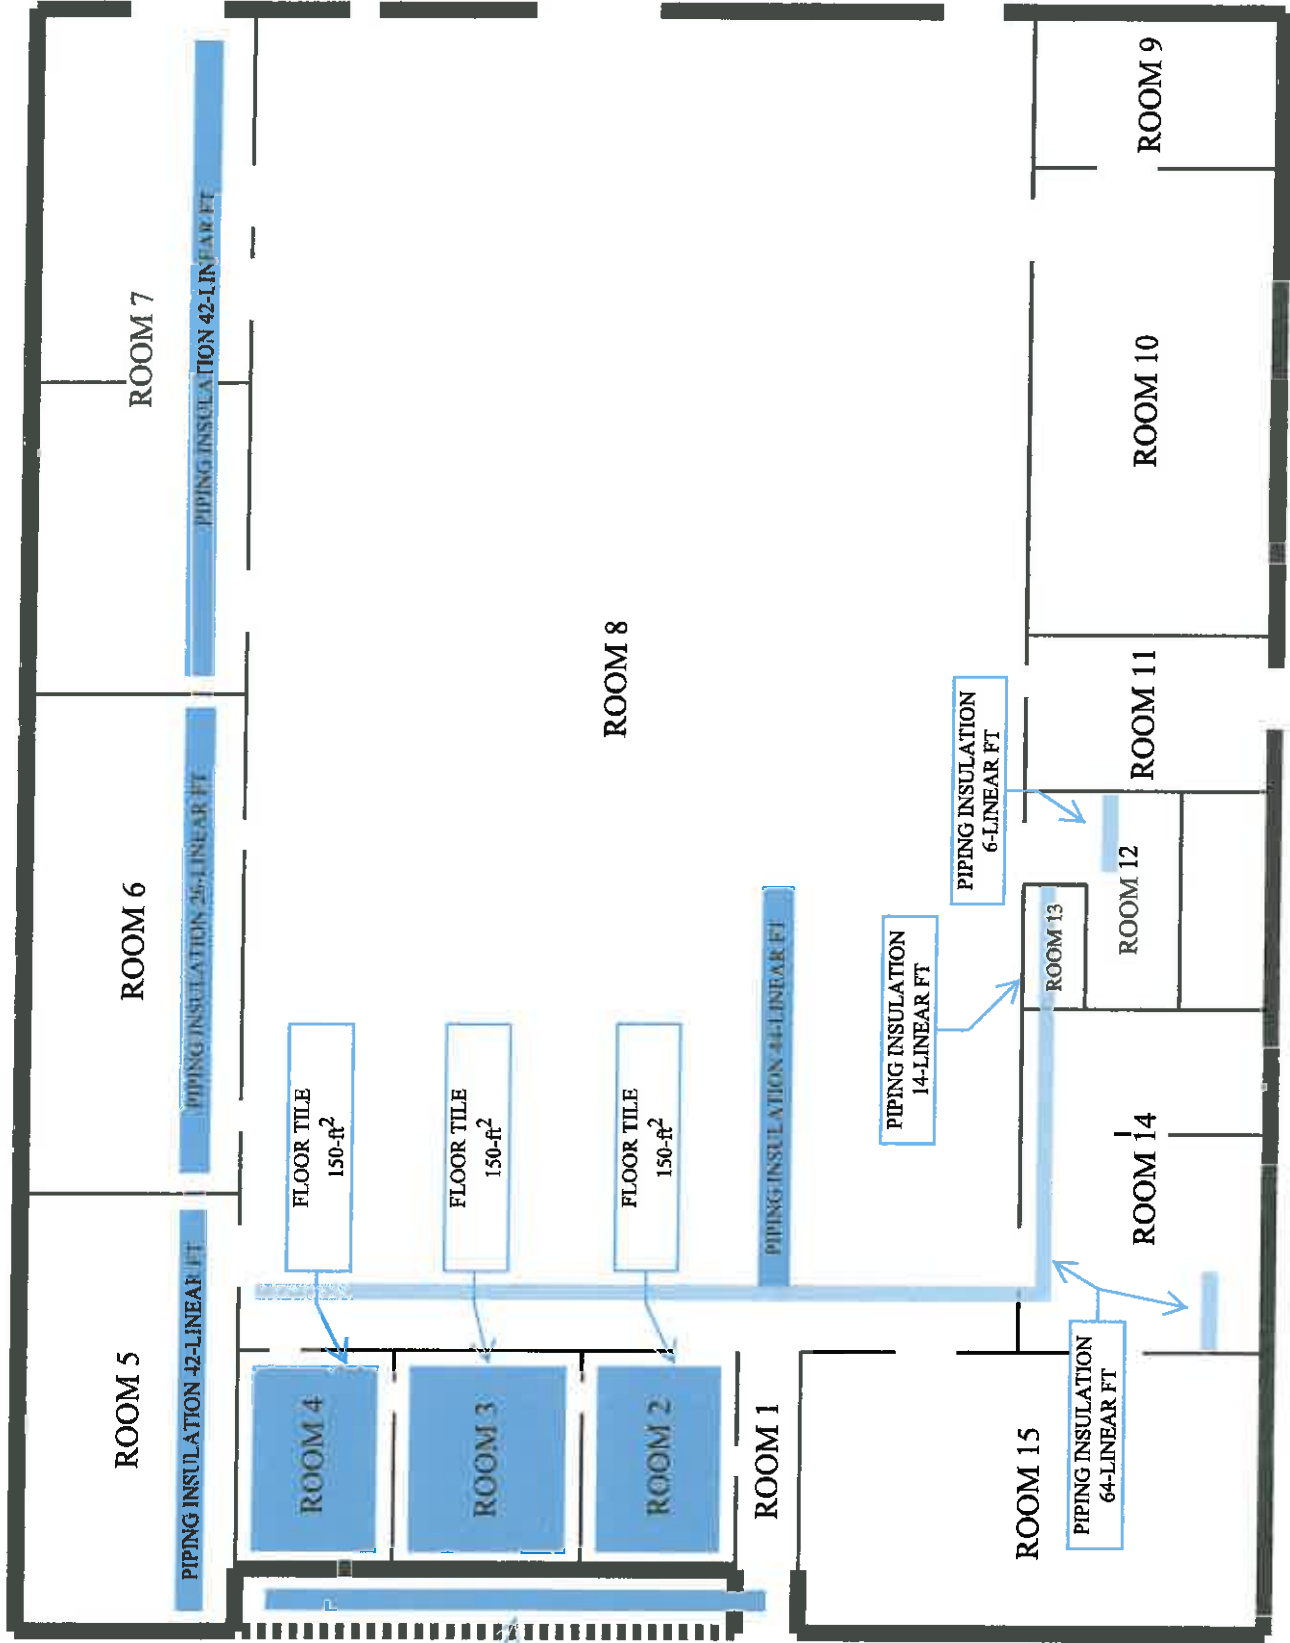 ROOM 5
PIPING INSULATION 42-LINEAR FT
ROOM 6
PIPING INSULATION 26-LINEAR FT
ROOM 7
PIPING INSULATION 42-LINEAR FT
ROOM 4
FLOOR TILE
150-ft²
ROOM 3
FLOOR TILE
150-ft²
ROOM 2
FLOOR TILE
150-ft²
ROOM 8
ROOM 1
PIPING INSULATION 44-LINEAR FT
PIPING INSULATION
14-LINEAR FT
PIPING INSULATION
6-LINEAR FT
ROOM 15
PIPING INSULATION
64-LINEAR FT
ROOM 14
ROOM 13
ROOM 12
ROOM 11
ROOM 10
ROOM 9